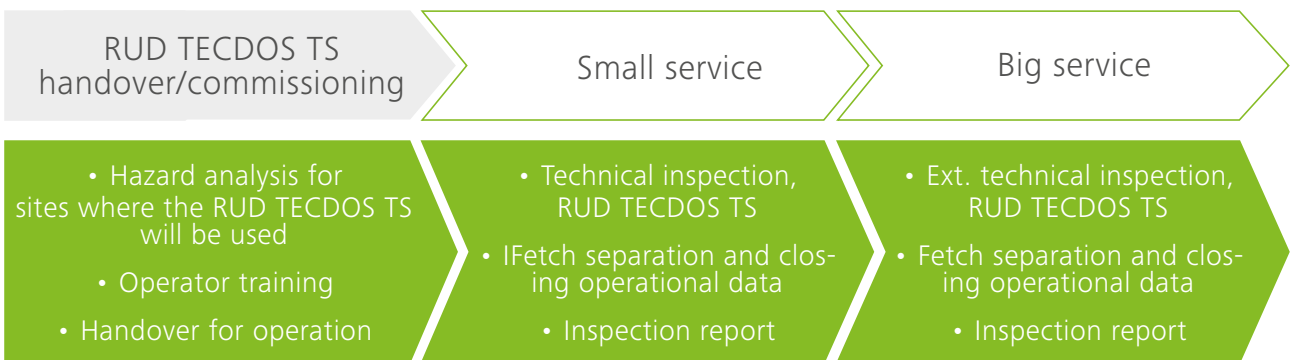 RUD TECDOS TS
handover/commissioning
Small service
Big service
• Hazard analysis for
sites where the RUD TECDOS TS
will be used
• Operator training
• Handover for operation
• Technical inspection,
RUD TECDOS TS
• IFetch separation and clos-
ing operational data
• Inspection report
• Ext. technical inspection,
RUD TECDOS TS
• Fetch separation and clos-
ing operational data
• Inspection report